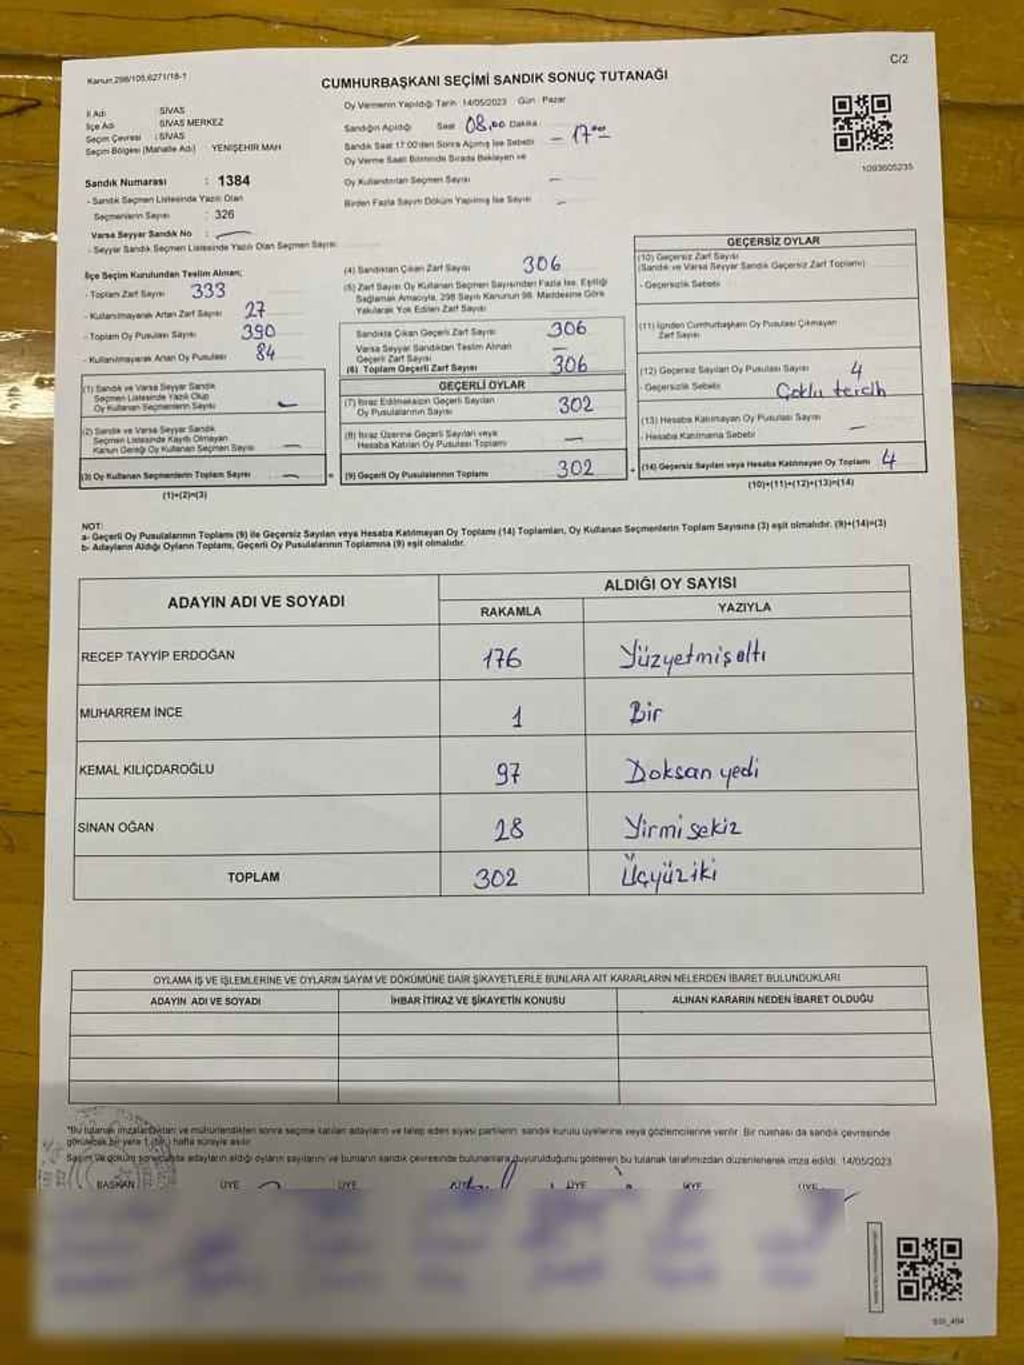 Kanun 298/105,6271/18-1
C/2
CUMHURBAŞKANI SEÇİMİ SANDIK SONUÇ TUTANAĞI
İl Adı SİVAS
İlçe Adı SİVAS MERKEZ
Seçim Çevresi : SİVAS
Seçim Bölgesi (Mahalle Adı) YENİŞEHİR MAH
Sandık Numarası : 1384
- Sandık Seçmen Listesinde Yazılı Olan
Seçmenlerin Sayısı : 326
Varsa Seyyar Sandık No : —
- Seyyar Sandık Seçmen Listesinde Yazılı Olan Seçmen Sayısı
Oy Vermenin Yapıldığı Tarih 14/05/2023 Gün : Pazar
Sandığın Açıldığı Saat 08,00 Dakika
Sandık Saat 17:00'den Sonra Açılmış İse Sebebi — 17⁰⁰
Oy Verme Saati Bitiminde Sırada Bekleyen ve
Oy Kullandırılan Seçmen Sayısı —
Birden Fazla Sayım Döküm Yapılmış İse Sayısı —
1093605235
İlçe Seçim Kurulundan Teslim Alınan;
- Toplam Zarf Sayısı 333
- Kullanılmayarak Artan Zarf Sayısı 27
- Toplam Oy Pusulası Sayısı 390
- Kullanılmayarak Artan Oy Pusulası 84
(1) Sandık ve Varsa Seyyar Sandık
Seçmen Listesinde Yazılı Olup
Oy Kullanan Seçmenlerin Sayısı —
(2) Sandık ve Varsa Seyyar Sandık
Seçmen Listesinde Kayıtlı Olmayan
Kanun Gereği Oy Kullanan Seçmen Sayısı —
(3) Oy Kullanan Seçmenlerin Toplam Sayısı —
(1)+(2)=(3)
(4) Sandıktan Çıkan Zarf Sayısı 306
(5) Zarf Sayısı Oy Kullanan Seçmen Sayısından Fazla İse, Eşitliği
Sağlamak Amacıyla, 298 Sayılı Kanunun 98. Maddesine Göre
Yakılarak Yok Edilen Zarf Sayısı
Sandıkta Çıkan Geçerli Zarf Sayısı 306
Varsa Seyyar Sandıktan Teslim Alınan
Geçerli Zarf Sayısı —
(6) Toplam Geçerli Zarf Sayısı 306
GEÇERLİ OYLAR
(7) İtiraz Edilmeksizin Geçerli Sayılan
Oy Pusulalarının Sayısı 302
(8) İtiraz Üzerine Geçerli Sayılan veya
Hesaba Katılan Oy Pusulası Toplamı —
= (9) Geçerli Oy Pusulalarının Toplamı 302
GEÇERSİZ OYLAR
(10) Geçersiz Zarf Sayısı
(Sandık ve Varsa Seyyar Sandık Geçersiz Zarf Toplamı)
- Geçersizlik Sebebi
(11) İçinden Cumhurbaşkanı Oy Pusulası Çıkmayan
Zarf Sayısı
(12) Geçersiz Sayılan Oy Pusulası Sayısı 4
- Geçersizlik Sebebi Çoklu tercih
(13) Hesaba Katılmayan Oy Pusulası Sayısı —
- Hesaba Katılmama Sebebi
+ (14) Geçersiz Sayılan veya Hesaba Katılmayan Oy Toplamı 4
(10)+(11)+(12)+(13)=(14)
NOT:
a- Geçerli Oy Pusulalarının Toplamı (9) ile Geçersiz Sayılan veya Hesaba Katılmayan Oy Toplamı (14) Toplamları, Oy Kullanan Seçmenlerin Toplam Sayısına (3) eşit olmalıdır. (9)+(14)=(3)
b- Adayların Aldığı Oyların Toplamı, Geçerli Oy Pusulalarının Toplamına (9) eşit olmalıdır.
ADAYIN ADI VE SOYADI ALDIĞI OY SAYISI
RAKAMLA YAZIYLA
RECEP TAYYİP ERDOĞAN 176 Yüzyetmişaltı
MUHARREM İNCE 1 Bir
KEMAL KILIÇDAROĞLU 97 Doksan yedi
SİNAN OĞAN 28 Yirmi sekiz
TOPLAM 302 Üçyüziki
OYLAMA İŞ VE İŞLEMLERİNE VE OYLARIN SAYIM VE DÖKÜMÜNE DAİR ŞİKAYETLERLE BUNLARA AİT KARARLARIN NELERDEN İBARET BULUNDUKLARI
ADAYIN ADI VE SOYADI İHBAR İTİRAZ VE ŞİKAYETİN KONUSU ALINAN KARARIN NEDEN İBARET OLDUĞU
*Bu tutanak imzalandıktan ve mühürlendikten sonra seçime katılan adayların ve talep eden siyasi partilerin sandık kurulu üyelerine veya gözlemcilerine verilir. Bir nüshası da sandık çevresinde
görülecek bir yere 1 (bir) hafta süreyle asılır.
Seçim ve döküm sonucunda adayların aldığı oyların sayılarını ve bunların sandık çevresinde bulunanlara duyurulduğunu gösteren bu tutanak tarafımızdan düzenlenerek imza edildi. 14/05/2023
BAŞKAN ÜYE ÜYE ÜYE ÜYE ÜYE